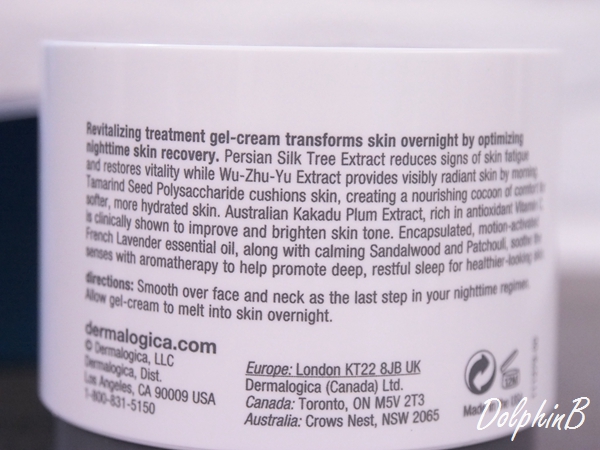 Revitalizing treatment gel-cream transforms skin overnight by optimizing
nighttime skin recovery. Persian Silk Tree Extract reduces signs of skin fatigue
and restores vitality while Wu-Zhu-Yu Extract provides visibly radiant skin by morning.
Tamarind Seed Polysaccharide cushions skin, creating a nourishing cocoon of comfort for
softer, more hydrated skin. Australian Kakadu Plum Extract, rich in antioxidant Vitamin C,
is clinically shown to improve and brighten skin tone. Encapsulated, motion-activated
French Lavender essential oil, along with calming Sandalwood and Patchouli, soothe the
senses with aromatherapy to help promote deep, restful sleep for healthier-looking skin.
directions: Smooth over face and neck as the last step in your nighttime regimen.
Allow gel-cream to melt into skin overnight.
dermalogica.com
© Dermalogica, LLC
Dermalogica, Dist.
Los Angeles, CA 90009 USA
1-800-831-5150
Europe: London KT22 8JB UK
Dermalogica (Canada) Ltd.
Canada: Toronto, ON M5V 2T3
Australia: Crows Nest, NSW 2065
DolphinB